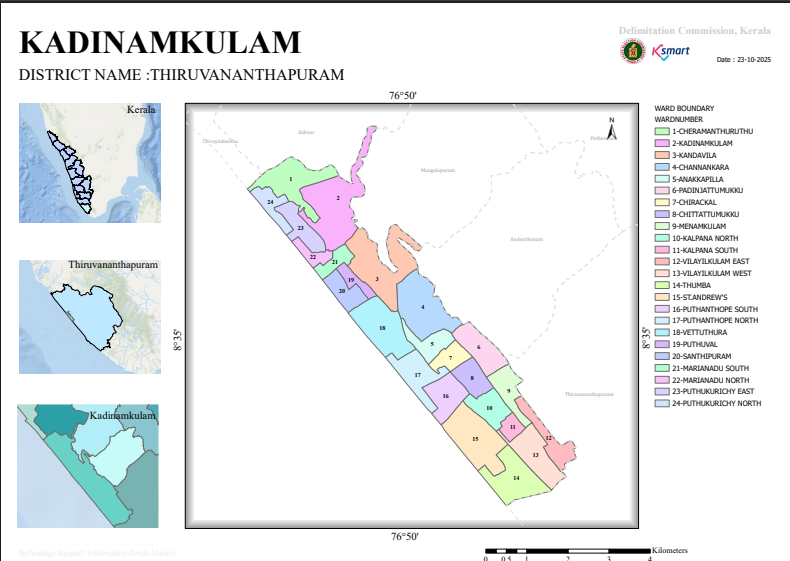 KADINAMKULAM
DISTRICT NAME :THIRUVANANTHAPURAM
Delimitation Commission, Kerala
Ksmart
Date : 23-10-2025
Kerala
Thiruvananthapuram
Kadinamkulam
76°50'
8°35'
N
Mangalapuram
Andoorkonam
Thiruvananthapuram
1
2
3
4
5
6
7
8
9
10
11
12
13
14
15
16
17
18
19
20
21
22
23
24
8°35'
76°50'
WARD BOUNDARY
WARDNUMBER
1-CHERAMANTHURUTHU
2-KADINAMKULAM
3-KANDAVILA
4-CHANNANKARA
5-ANAKKAPILLA
6-PADINJATTUMUKKU
7-CHIRACKAL
8-CHITTATTUMUKKU
9-MENAMKULAM
10-KALPANA NORTH
11-KALPANA SOUTH
12-VILAYILKULAM EAST
13-VILAYILKULAM WEST
14-THUMBA
15-ST.ANDREW'S
16-PUTHANTHOPE SOUTH
17-PUTHANTHOPE NORTH
18-VETTUTHURA
19-PUTHUVAL
20-SANTHIPURAM
21-MARIANADU SOUTH
22-MARIANADU NORTH
23-PUTHUKURICHY EAST
24-PUTHUKURICHY NORTH
Kilometers
0 0.5 1 2 3 4
Technology Support : Information Kerala Mission